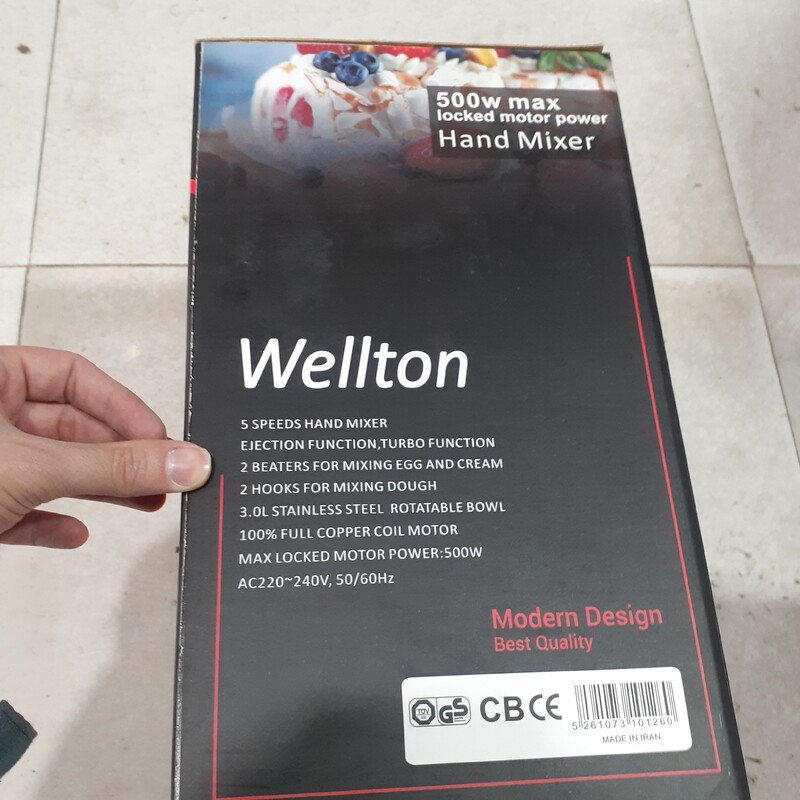 500w max
locked motor power
Hand Mixer
Wellton
5 SPEEDS HAND MIXER
EJECTION FUNCTION,TURBO FUNCTION
2 BEATERS FOR MIXING EGG AND CREAM
2 HOOKS FOR MIXING DOUGH
3.0L STAINLESS STEEL ROTATABLE BOWL
100% FULL COPPER COIL MOTOR
MAX LOCKED MOTOR POWER:500W
AC220~240V, 50/60Hz
Modern Design
Best Quality
TÜV GS CB CE
5 261073 101260
MADE IN IRAN